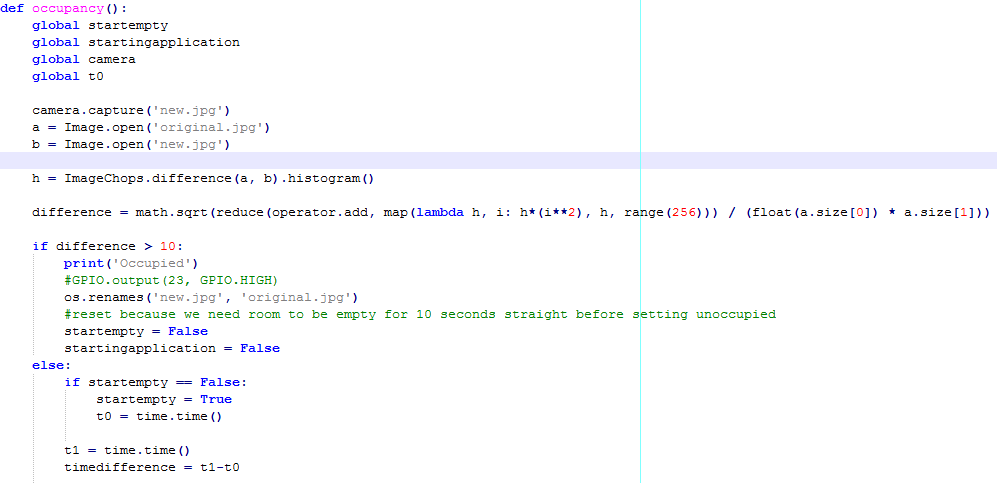 def occupancy():
    global startempty
    global startingapplication
    global camera
    global t0

    camera.capture('new.jpg')
    a = Image.open('original.jpg')
    b = Image.open('new.jpg')

    h = ImageChops.difference(a, b).histogram()

    difference = math.sqrt(reduce(operator.add, map(lambda h, i: h*(i**2), h, range(256))) / (float(a.size[0]) * a.size[1]))

    if difference > 10:
        print('Occupied')
        #GPIO.output(23, GPIO.HIGH)
        os.renames('new.jpg', 'original.jpg')
        #reset because we need room to be empty for 10 seconds straight before setting unoccupied
        startempty = False
        startingapplication = False
    else:
        if startempty == False:
            startempty = True
            t0 = time.time()

        t1 = time.time()
        timedifference = t1-t0